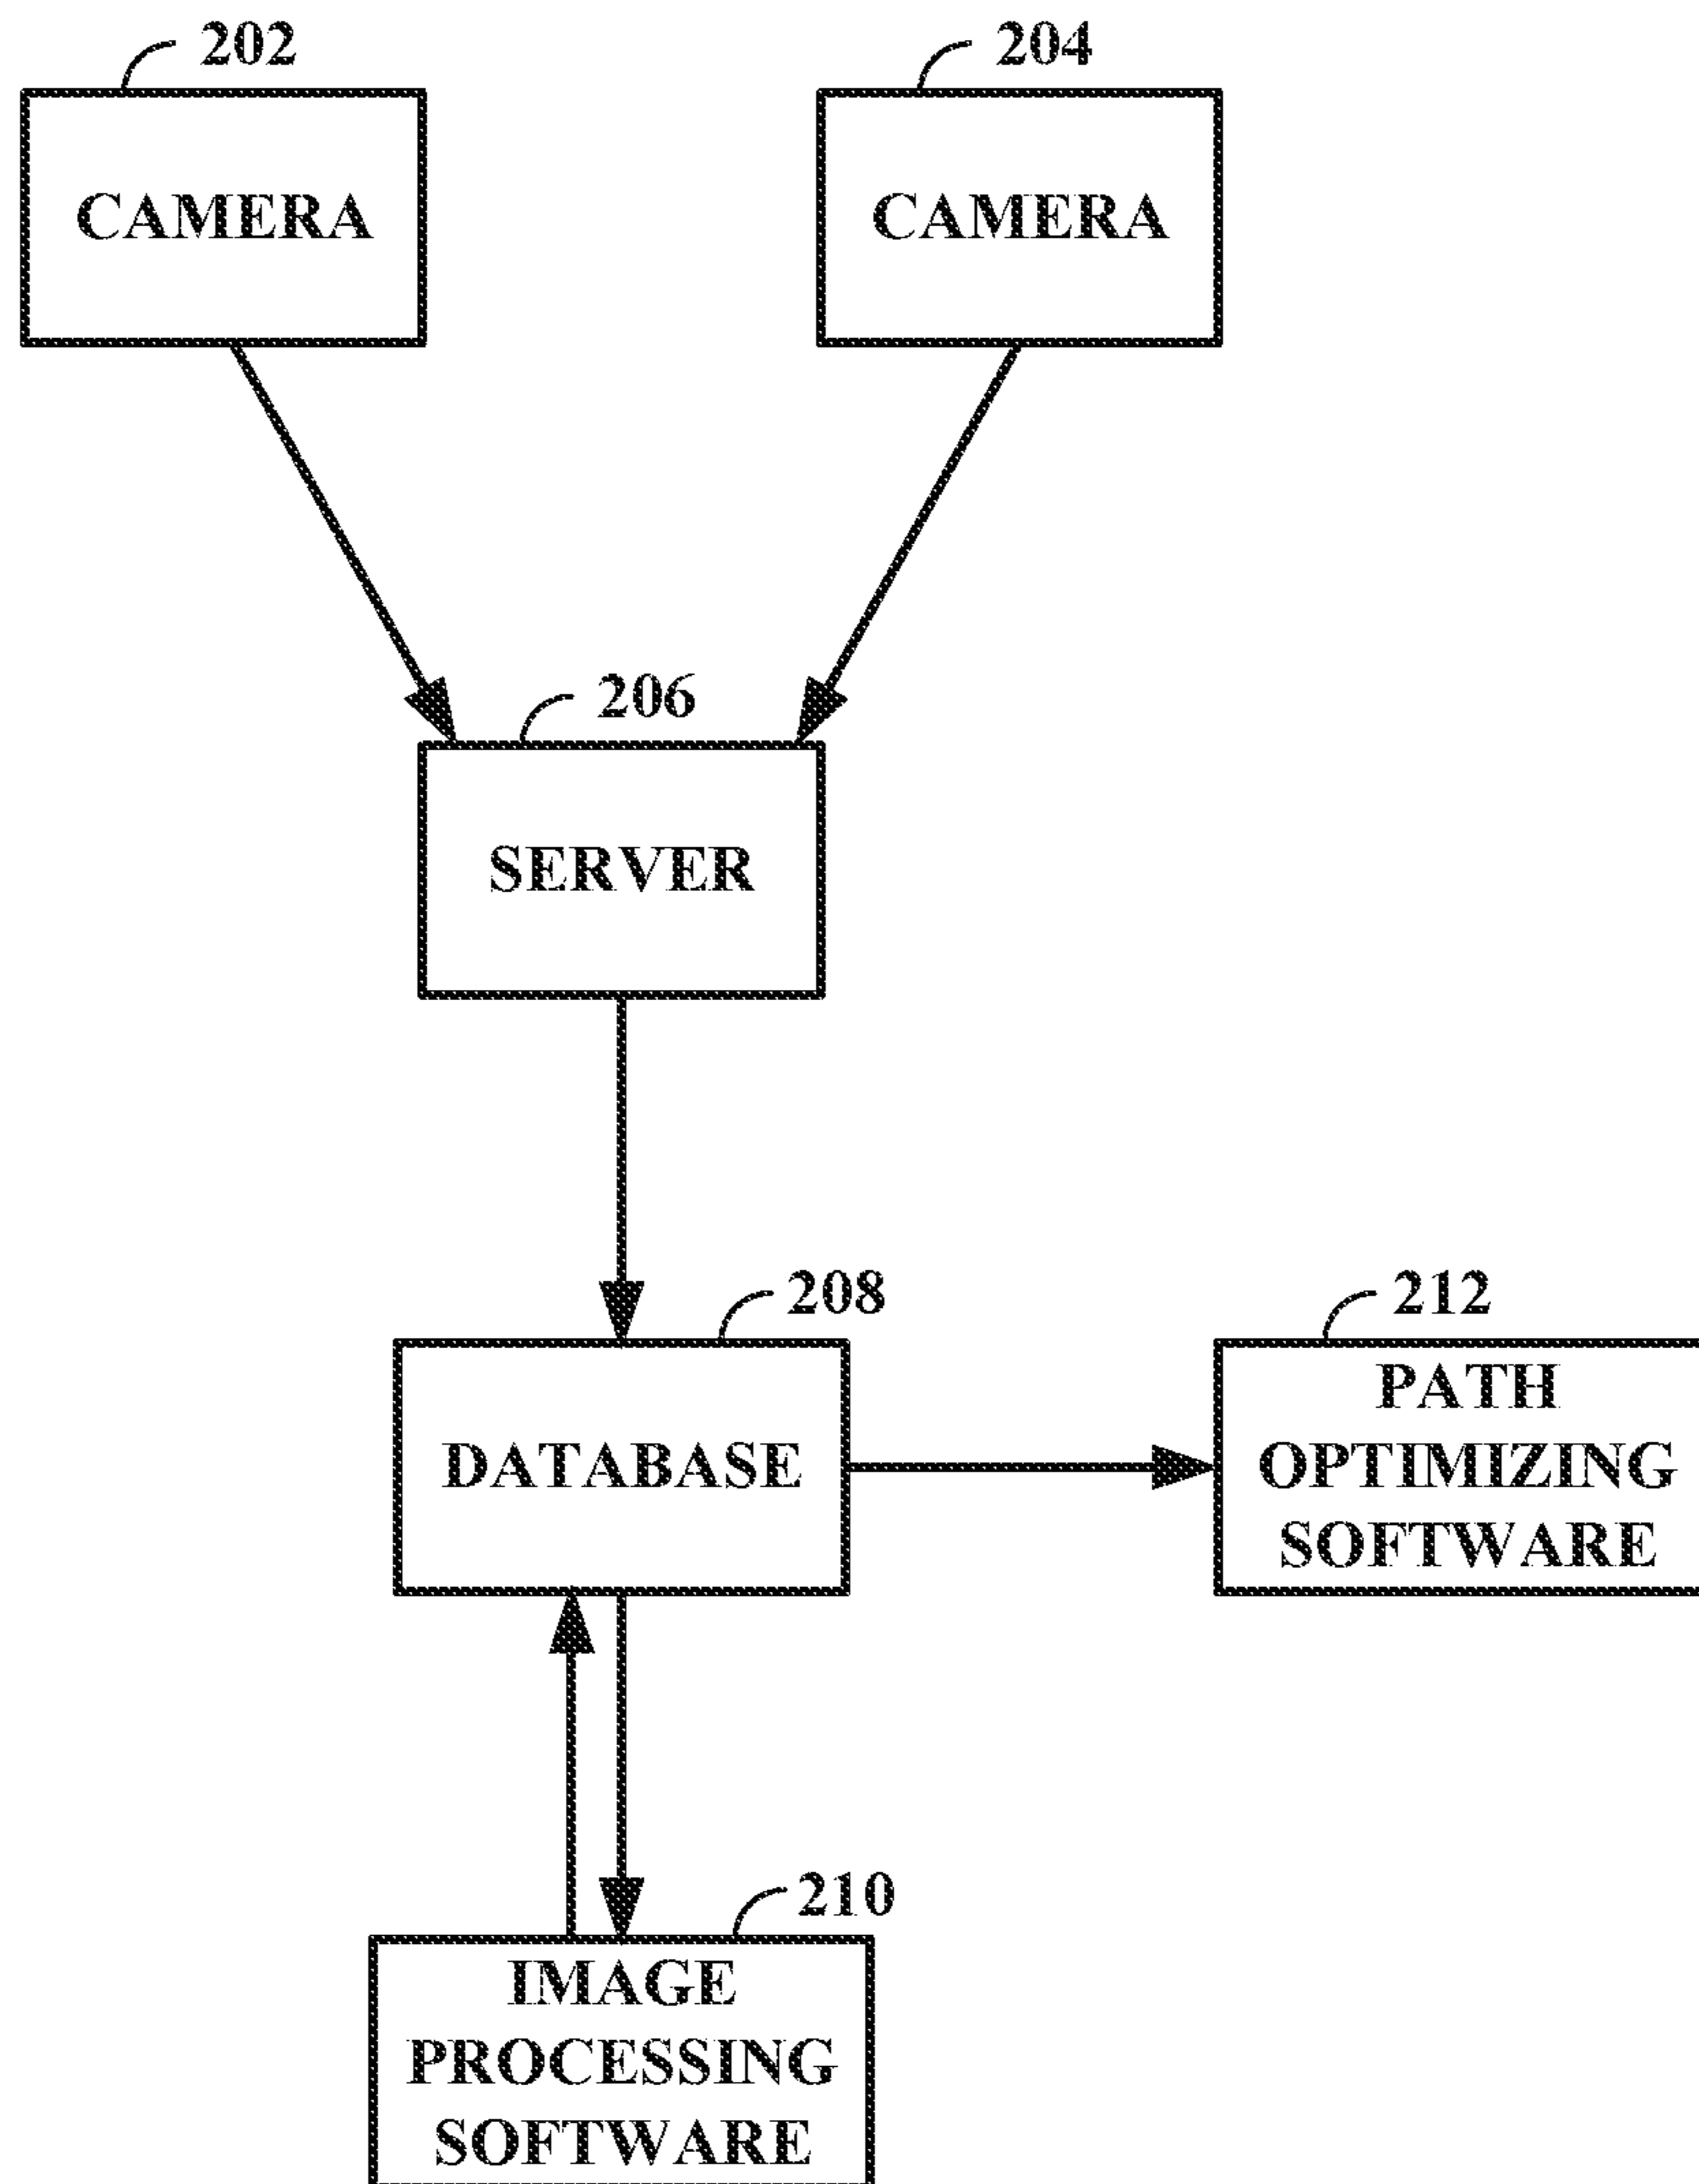 202
204
CAMERA
CAMERA
206
SERVER
208
212
DATABASE
PATH
OPTIMIZING
SOFTWARE
210
IMAGE
PROCESSING
SOFTWARE